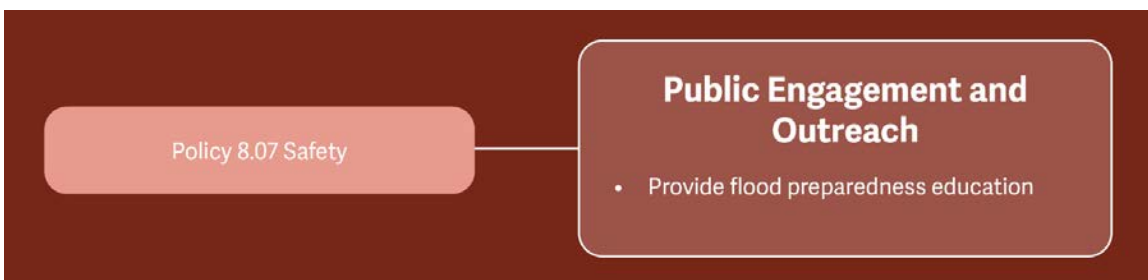 Policy 8.07 Safety
Public Engagement and
Outreach
• Provide flood preparedness education